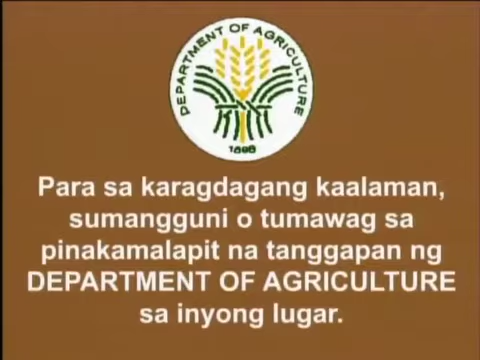 DEPARTMENT OF AGRICULTURE
1898
Para sa karagdagang kaalaman,
sumangguni o tumawag sa
pinakamalapit na tanggapan ng
DEPARTMENT OF AGRICULTURE
sa inyong lugar.